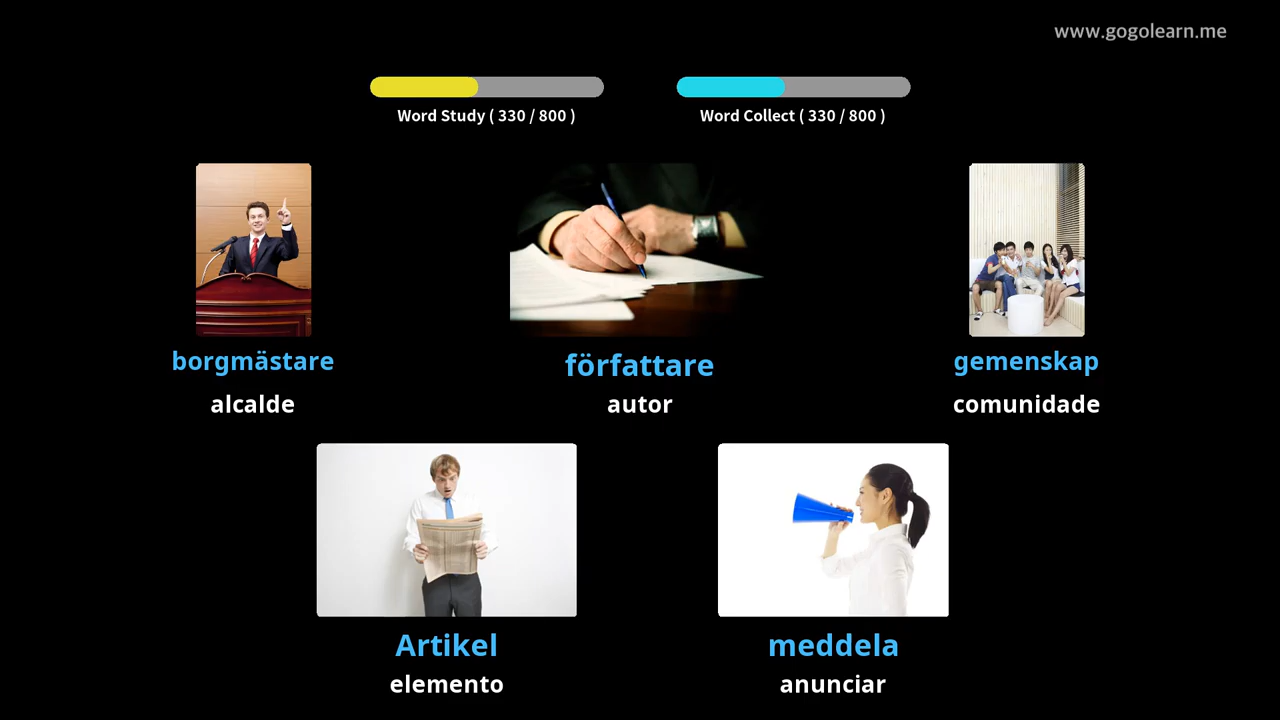 www.gogolearn.me
Word Study ( 330 / 800 )
Word Collect ( 330 / 800 )
borgmästare
författare
gemenskap
alcalde
autor
comunidade
Artikel
meddela
elemento
anunciar